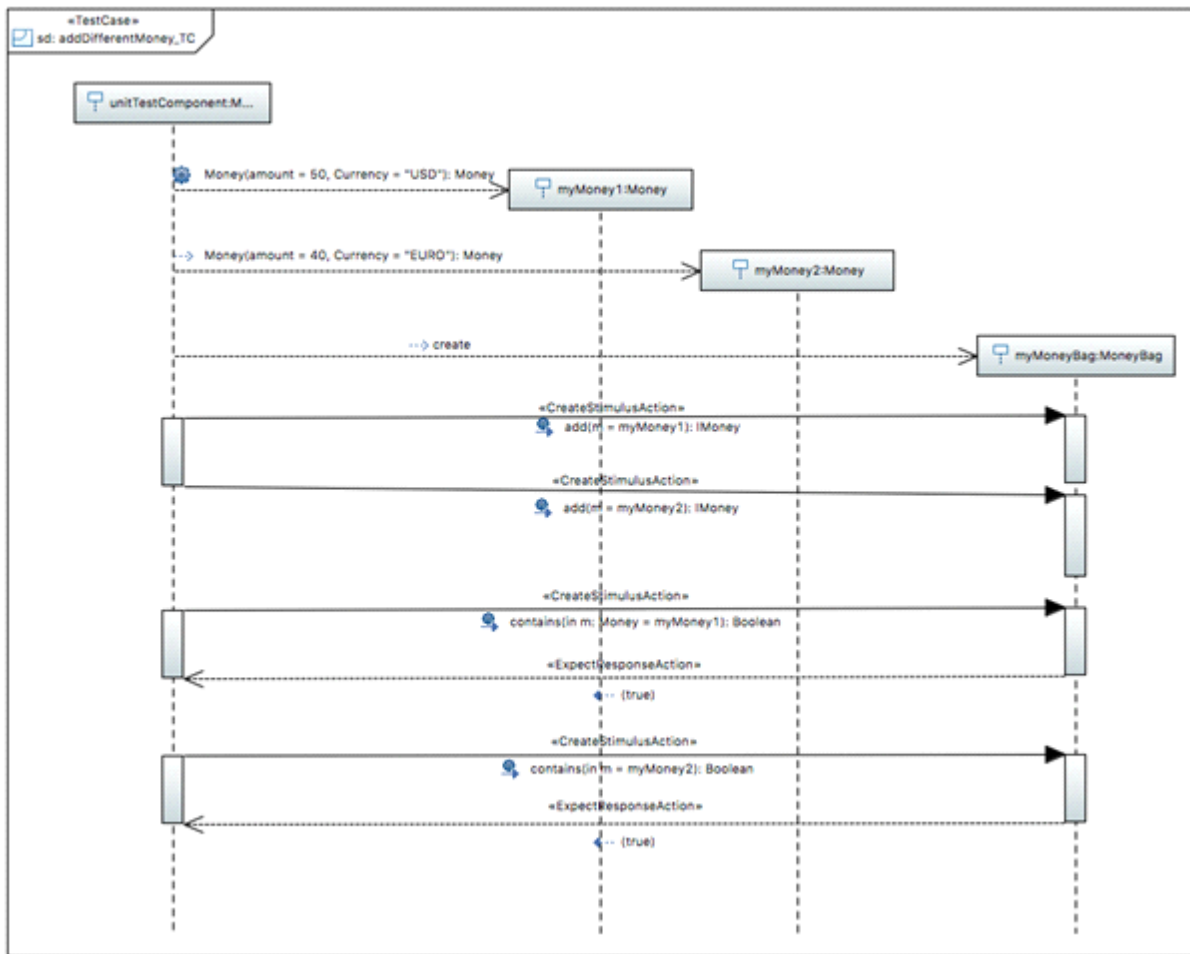 «TestCase»
sd: addDifferentMoney_TC
unitTestComponent:M...
Money(amount = 50, Currency = "USD"): Money
myMoney1:Money
Money(amount = 40, Currency = "EURO"): Money
myMoney2:Money
create
myMoneyBag:MoneyBag
«CreateStimulusAction»
add(m = myMoney1): IMoney
«CreateStimulusAction»
add(m = myMoney2): IMoney
«CreateStimulusAction»
contains(in m: Money = myMoney1): Boolean
«ExpectResponseAction»
(true)
«CreateStimulusAction»
contains(in m = myMoney2): Boolean
«ExpectResponseAction»
(true)